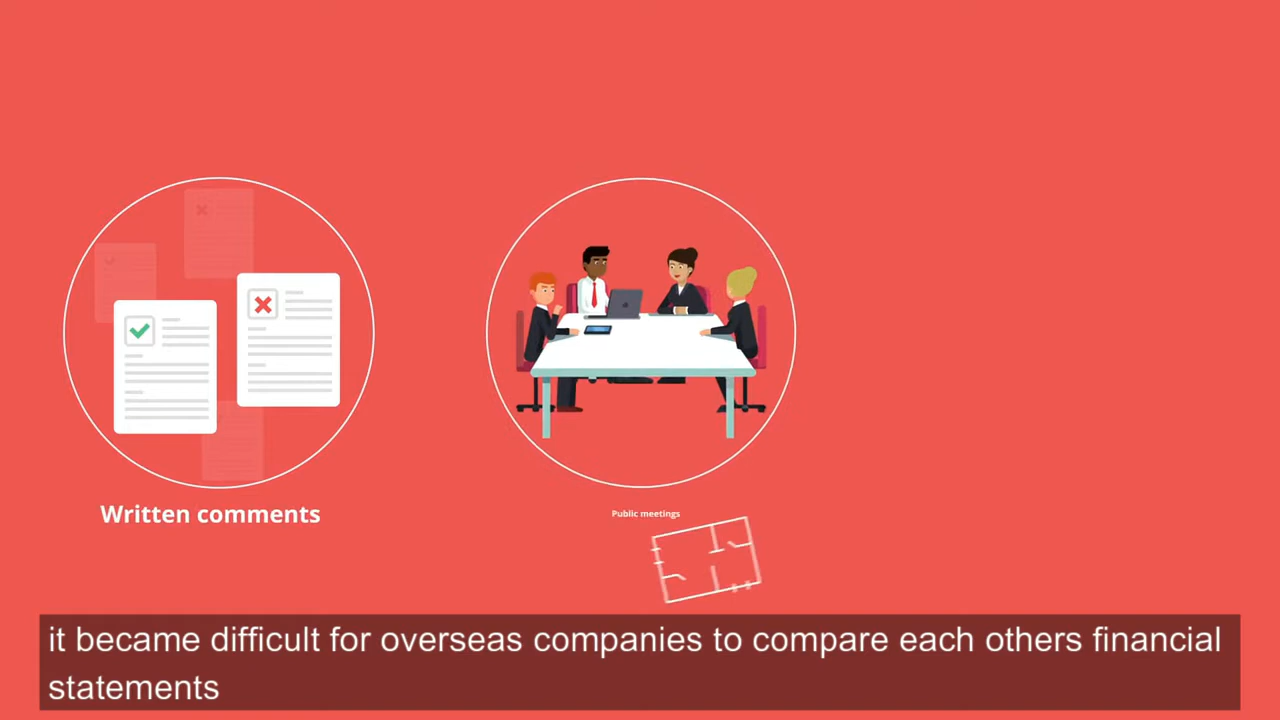 Written comments
Public meetings
it became difficult for overseas companies to compare each others financial
statements